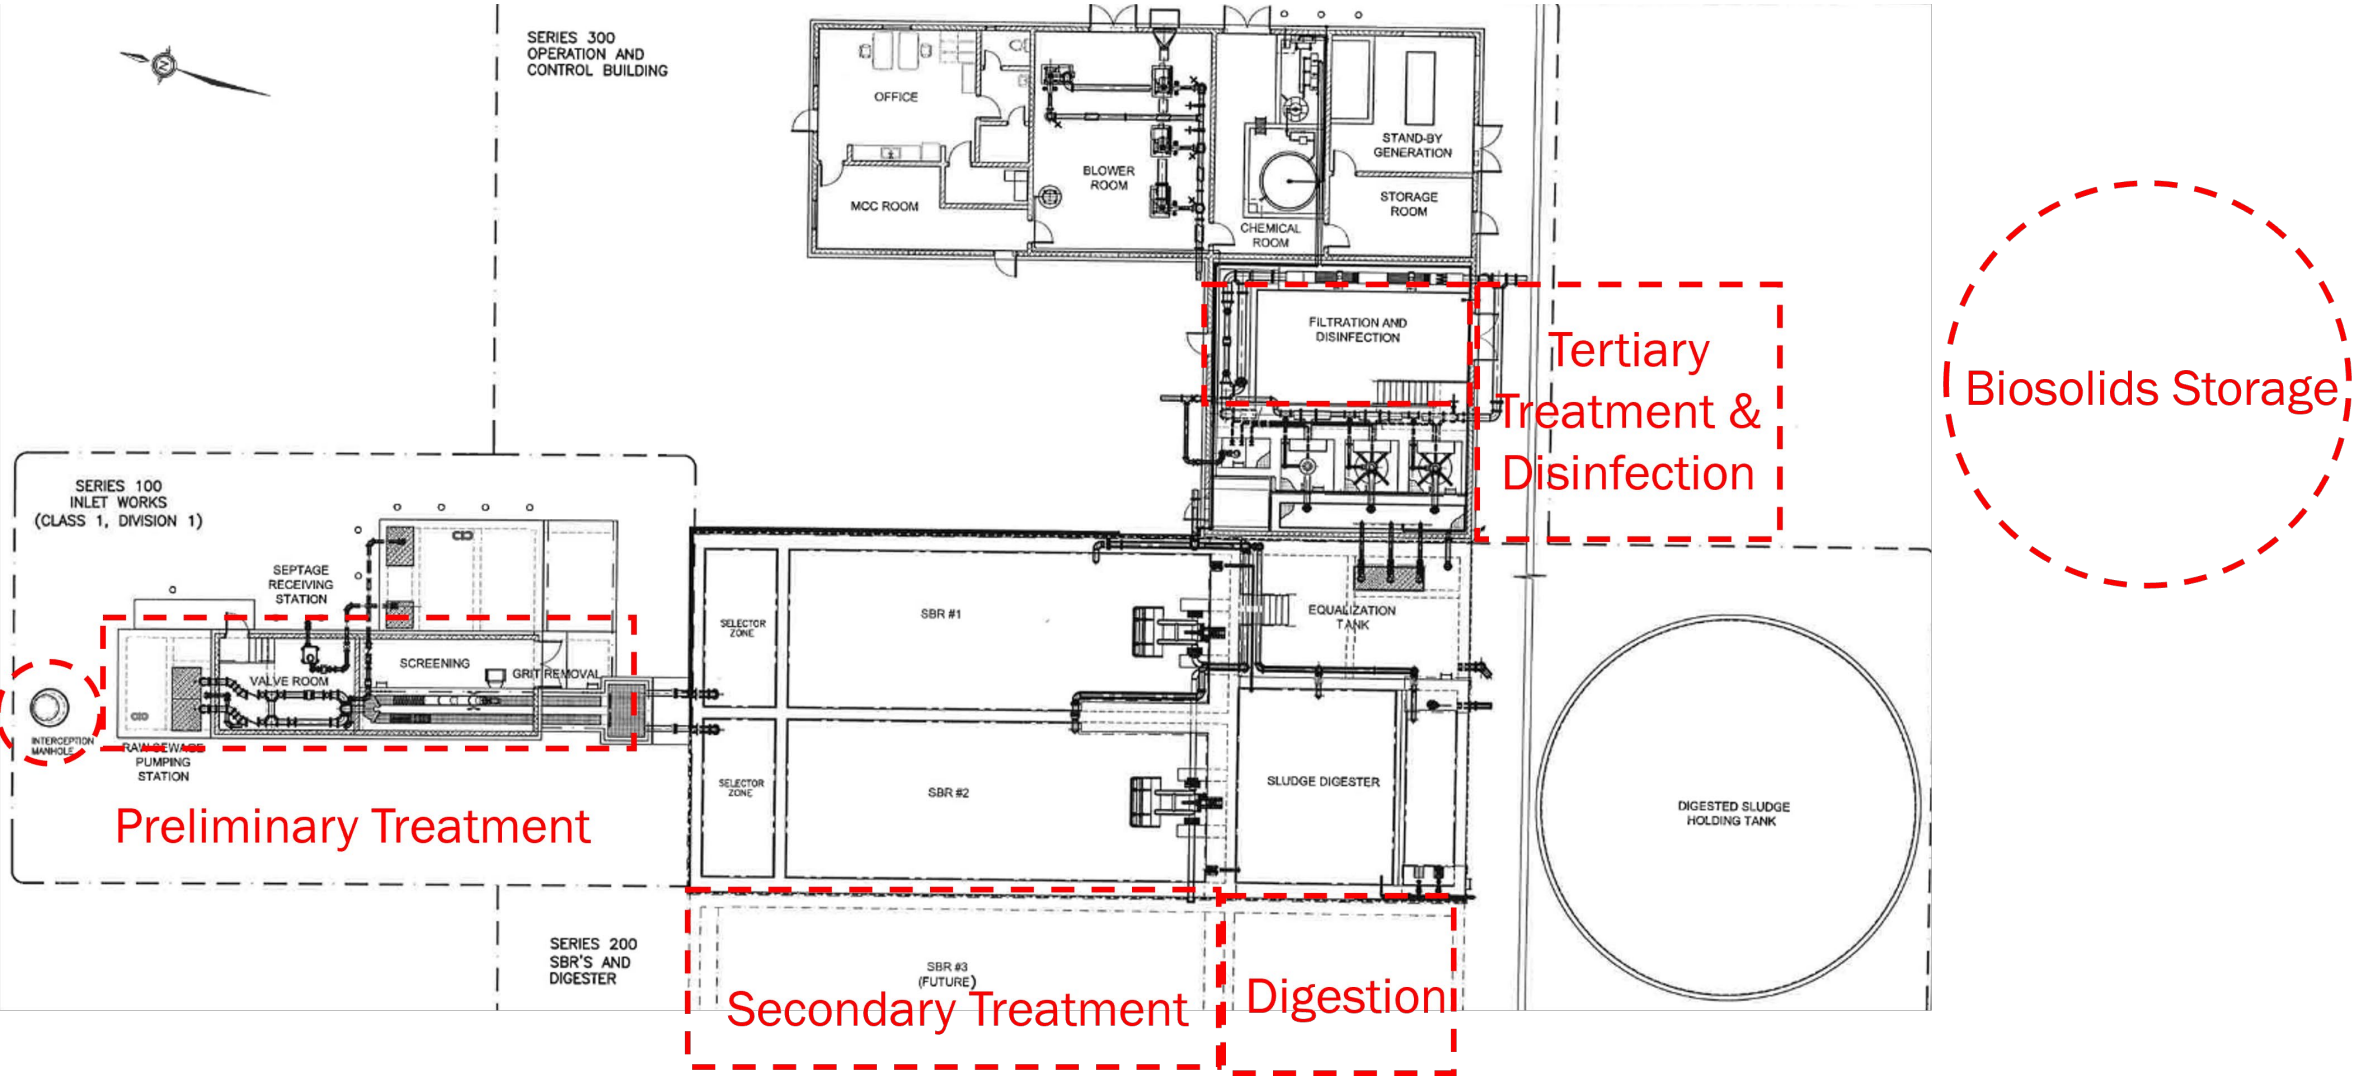 SERIES 300
OPERATION AND
CONTROL BUILDING
N
OFFICE
MCC ROOM
BLOWER
ROOM
CHEMICAL
ROOM
STAND-BY
GENERATION
STORAGE
ROOM
FILTRATION AND
DISINFECTION
Tertiary
Treatment &
Disinfection
Biosolids Storage
SERIES 100
INLET WORKS
(CLASS 1, DIVISION 1)
SEPTAGE
RECEIVING
STATION
SCREENING
GRIT REMOVAL
VALVE ROOM
INTERCEPTION
MANHOLE
RAW SEWAGE
PUMPING
STATION
Preliminary Treatment
SELECTOR
ZONE
SBR #1
EQUALIZATION
TANK
SELECTOR
ZONE
SBR #2
SLUDGE DIGESTER
DIGESTED SLUDGE
HOLDING TANK
SERIES 200
SBR'S AND
DIGESTER
SBR #3
(FUTURE)
Secondary Treatment
Digestion